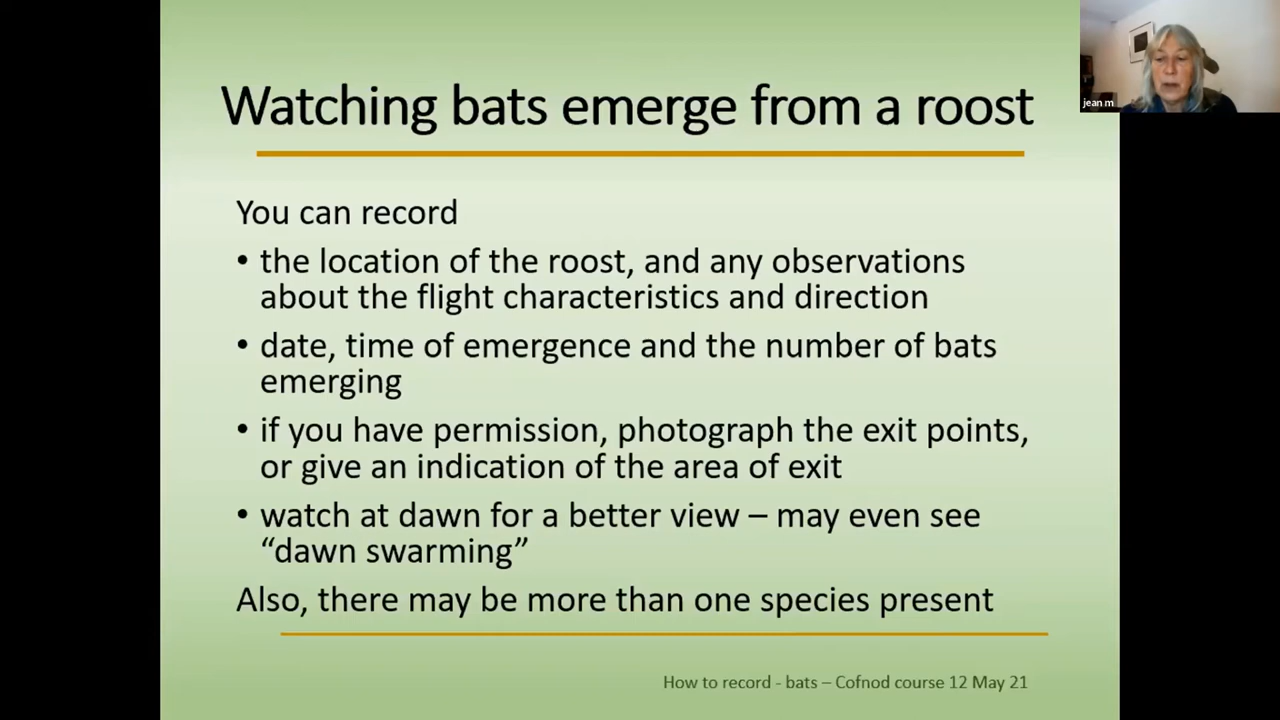 Watching bats emerge from a roost
jean m
You can record
• the location of the roost, and any observations
about the flight characteristics and direction
• date, time of emergence and the number of bats
emerging
• if you have permission, photograph the exit points,
or give an indication of the area of exit
• watch at dawn for a better view – may even see
“dawn swarming”
Also, there may be more than one species present
How to record - bats – Cofnod course 12 May 21